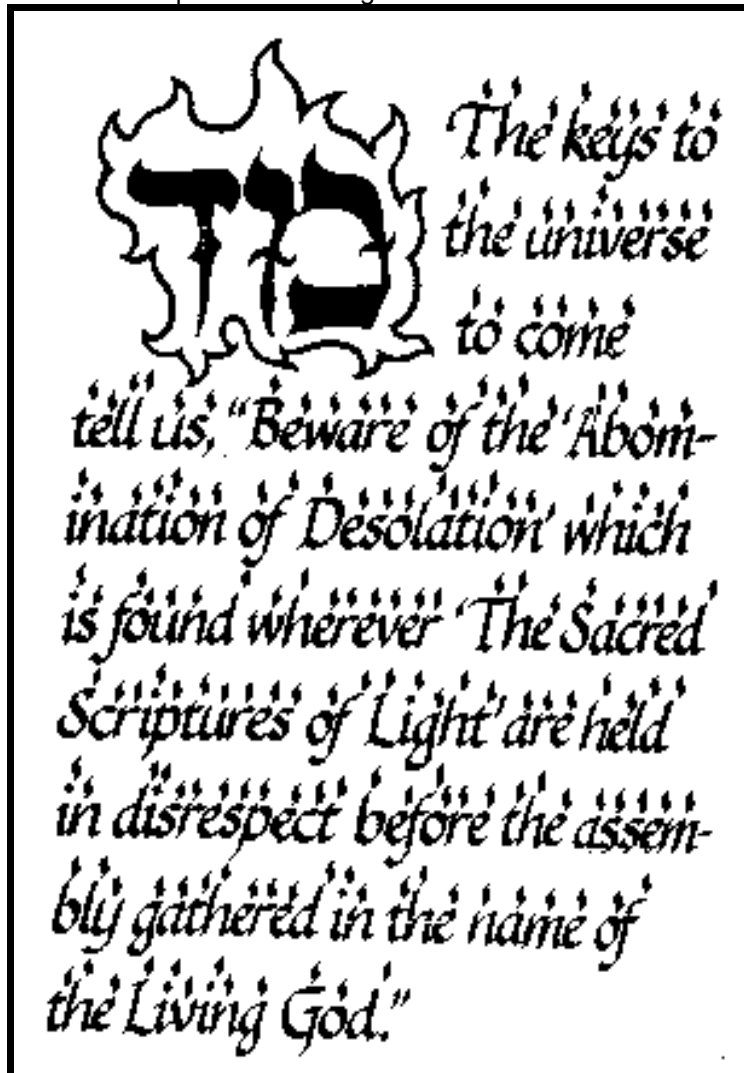 The keys to
the universe
to come
tell us, "Beware of the 'Abom-
ination of Desolation' which
is found wherever 'The Sacred
Scriptures of Light' are held
in disrespect before the assem-
bly gathered in the name of
the Living God."